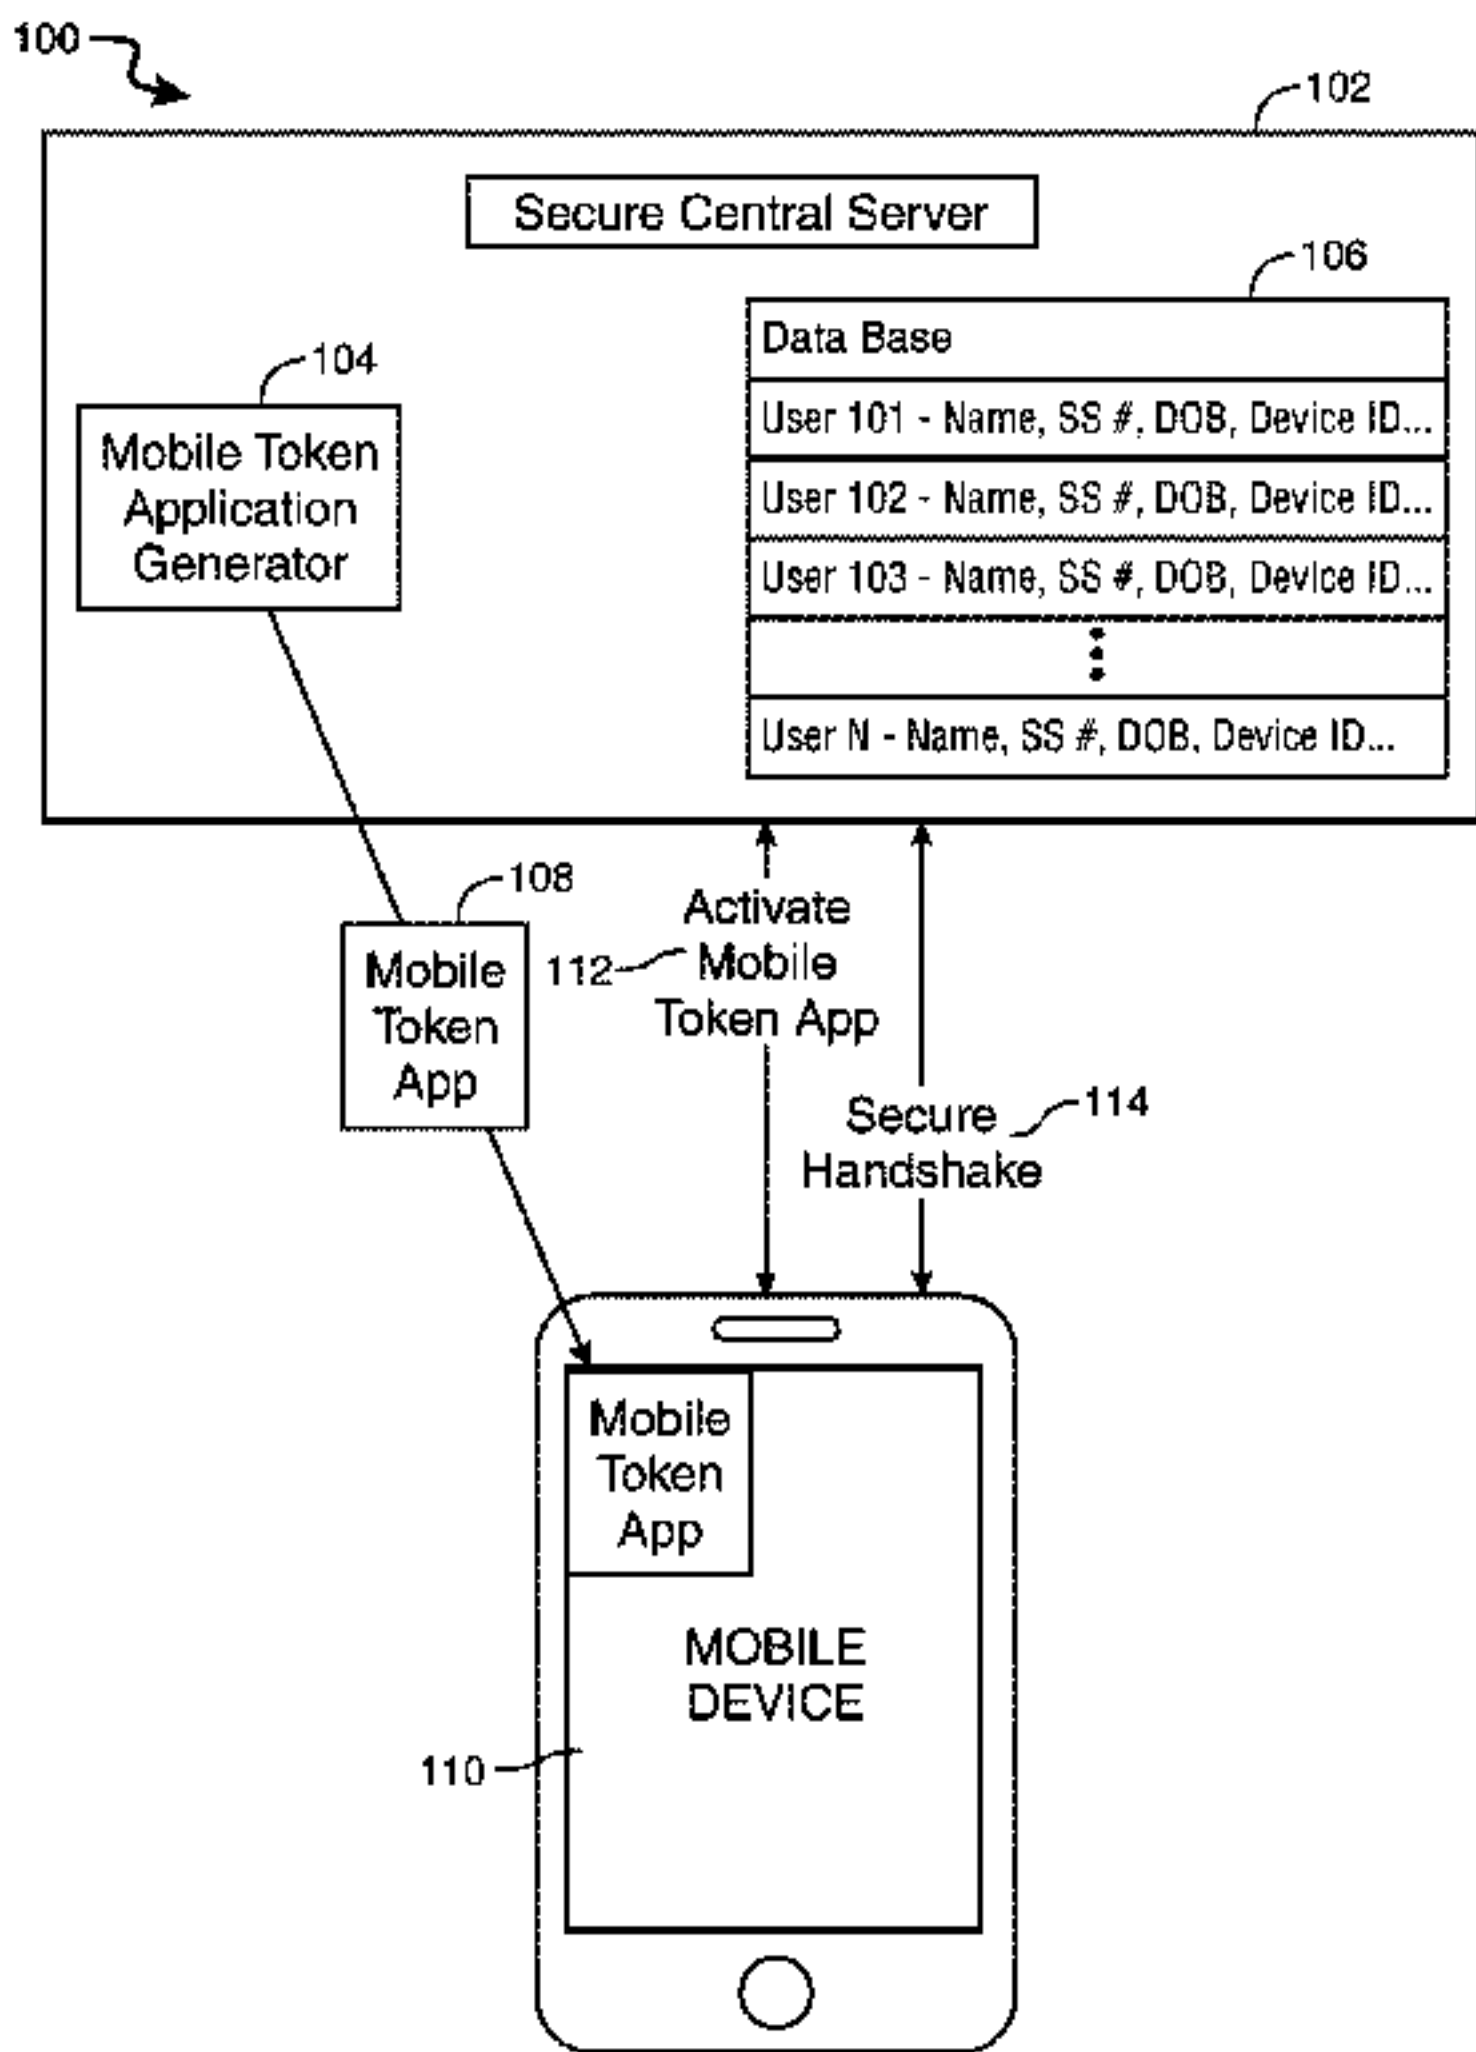 100
102
Secure Central Server
106
Data Base
104
User 101 - Name, SS #, DOB, Device ID...
Mobile Token
Application
Generator
User 102 - Name, SS #, DOB, Device ID...
User 103 - Name, SS #, DOB, Device ID...
User N - Name, SS #, DOB, Device ID...
108
Mobile
Token
App
112
Activate
Mobile
Token App
Secure
Handshake
114
Mobile
Token
App
MOBILE
DEVICE
110